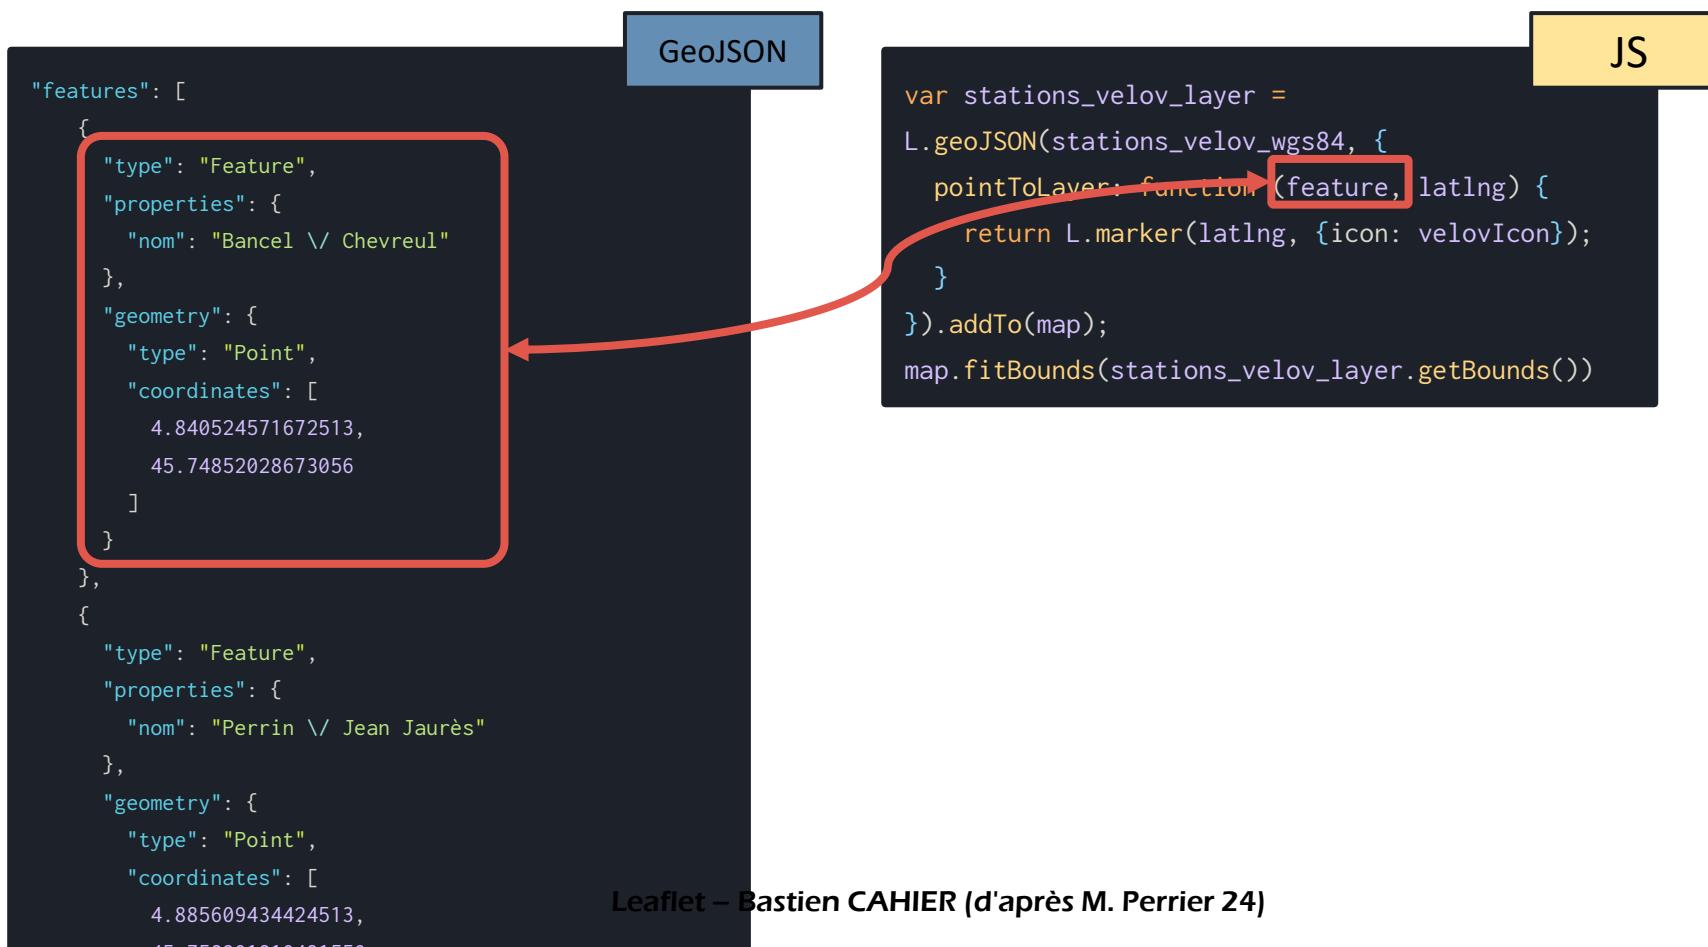 GeoJSON
"features": [
{
"type": "Feature",
"properties": {
"nom": "Bancel \/ Chevreul"
},
"geometry": {
"type": "Point",
"coordinates": [
4.840524571672513,
45.74852028673056
]
}
},
{
"type": "Feature",
"properties": {
"nom": "Perrin \/ Jean Jaurès"
},
"geometry": {
"type": "Point",
"coordinates": [
4.885609434424513,
JS
var stations_velov_layer =
L.geoJSON(stations_velov_wgs84, {
pointToLayer: function (feature, latlng) {
return L.marker(latlng, {icon: velovIcon});
}
}).addTo(map);
map.fitBounds(stations_velov_layer.getBounds())
Leaflet – Bastien CAHIER (d'après M. Perrier 24)